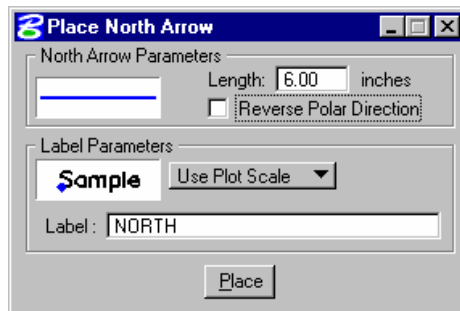 Place North Arrow
North Arrow Parameters
Length: 6.00 inches
Reverse Polar Direction
Label Parameters
Sample Use Plot Scale
Label : NORTH
Place